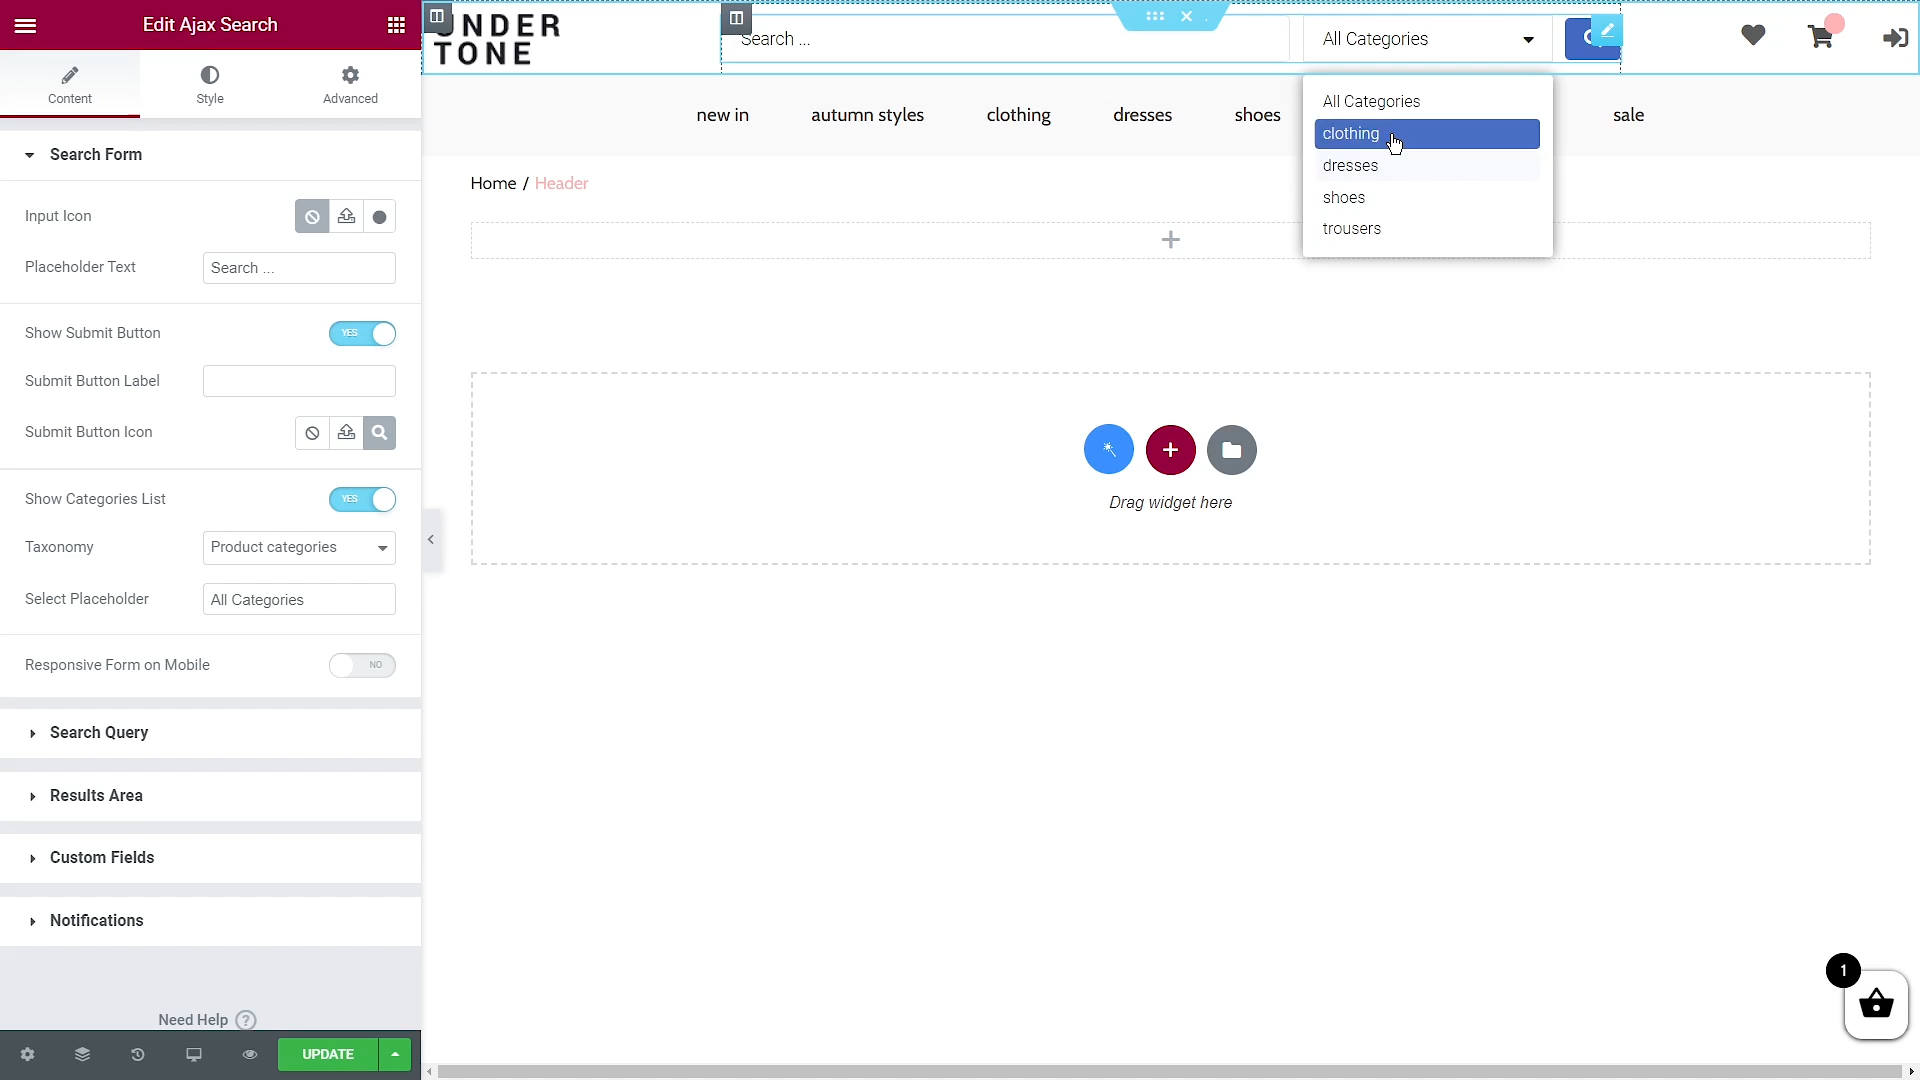 Edit Ajax Search
Content
Style
Advanced
Search Form
Input Icon
Placeholder Text
Search ...
Show Submit Button
YES
Submit Button Label
Submit Button Icon
Show Categories List
YES
Taxonomy
Product categories
Select Placeholder
All Categories
Responsive Form on Mobile
NO
Search Query
Results Area
Custom Fields
Notifications
Need Help
?
UPDATE
UNDER
TONE
Search ...
All Categories
new in
autumn styles
clothing
dresses
shoes
sale
All Categories
clothing
dresses
shoes
trousers
Home / Header
Drag widget here
1